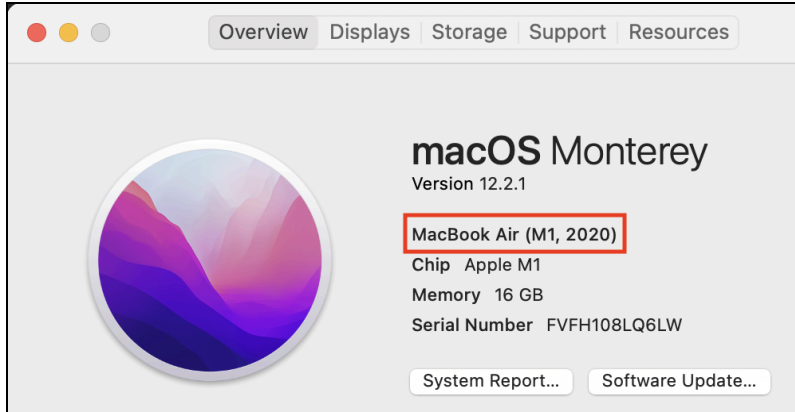 Overview Displays Storage Support Resources
macOS Monterey
Version 12.2.1
MacBook Air (M1, 2020)
Chip Apple M1
Memory 16 GB
Serial Number FVFH108LQ6LW
System Report... Software Update...